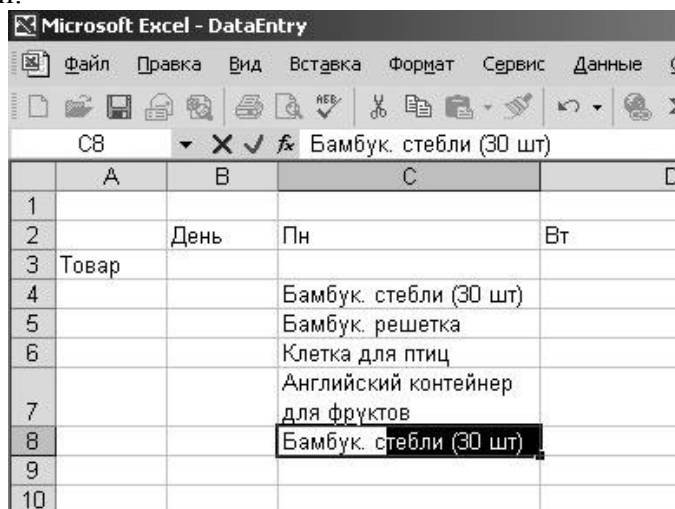 Microsoft Excel - DataEntry
Файл Правка Вид Вставка Формат Сервис Данные
C8 fx Бамбук. стебли (30 шт)
A B C D
1
2 День Пн Вт
3 Товар
4 Бамбук. стебли (30 шт)
5 Бамбук. решетка
6 Клетка для птиц
Английский контейнер
7 для фруктов
8 Бамбук. стебли (30 шт)
9
10